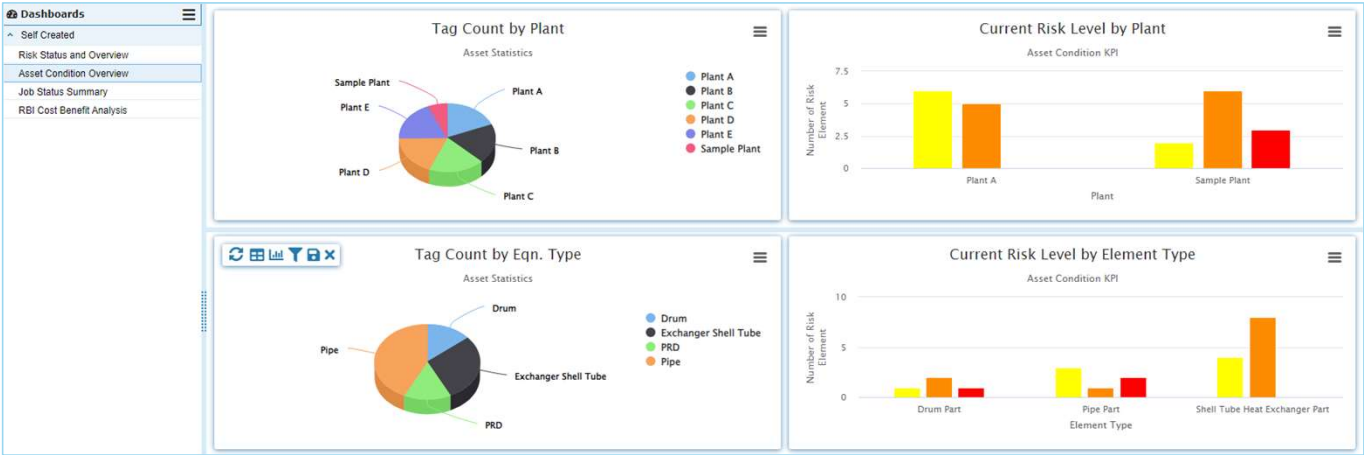 Dashboards
Self Created
Risk Status and Overview
Asset Condition Overview
Job Status Summary
RBI Cost Benefit Analysis
Tag Count by Plant
Asset Statistics
Sample Plant
Plant A
Plant E
Plant B
Plant D
Plant C
Plant A
Plant B
Plant C
Plant D
Plant E
Sample Plant
Current Risk Level by Plant
Asset Condition KPI
Number of Risk
Element
7.5
5
2.5
0
Plant A
Sample Plant
Plant
Tag Count by Eqn. Type
Asset Statistics
Drum
Pipe
Exchanger Shell Tube
PRD
Drum
Exchanger Shell Tube
PRD
Pipe
Current Risk Level by Element Type
Asset Condition KPI
Number of Risk
Element
10
5
0
Drum Part
Pipe Part
Shell Tube Heat Exchanger Part
Element Type